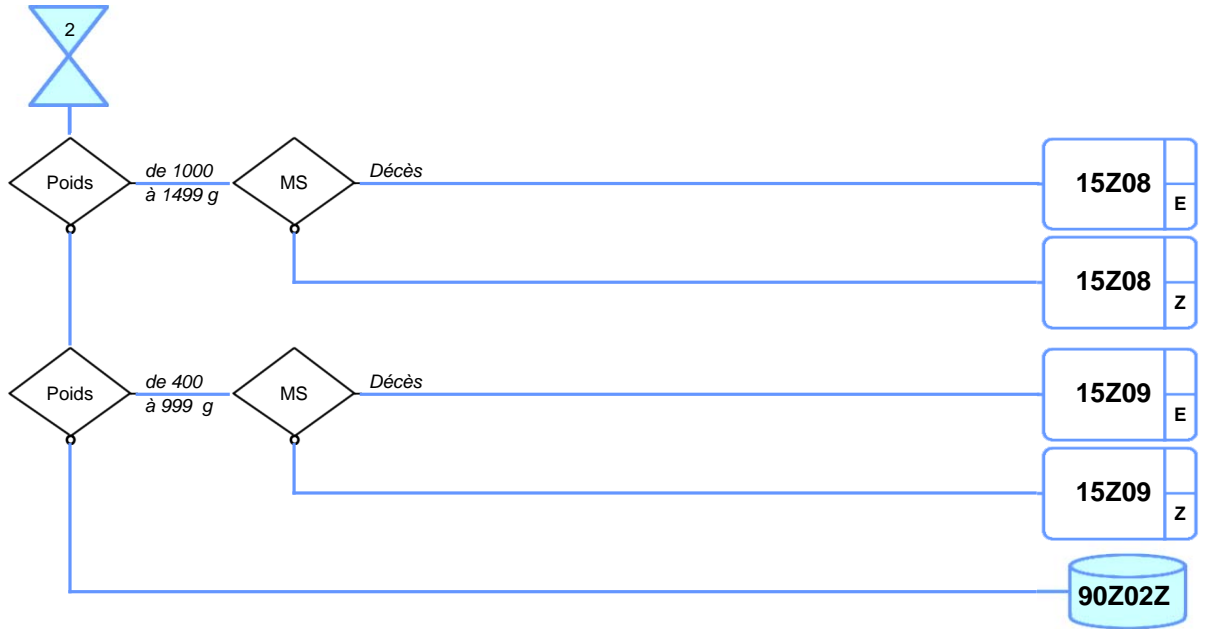 2
Poids
de 1000
à 1499 g
MS
Décès
15Z08
E
15Z08
Z
Poids
de 400
à 999 g
MS
Décès
15Z09
E
15Z09
Z
90Z02Z